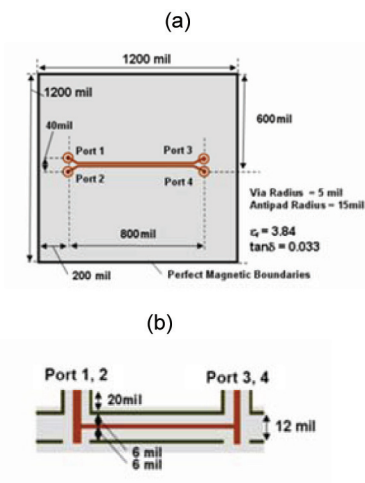 (a)
1200 mil
1200 mil
600mil
40mil
Port 1
Port 3
Port 2
Port 4
Via Radius = 5 mil
Antipad Radius = 15mil
εr = 3.84
tanδ = 0.033
800mil
200 mil
Perfect Magnetic Boundaries
(b)
Port 1, 2
Port 3, 4
20mil
12 mil
6 mil
6 mil